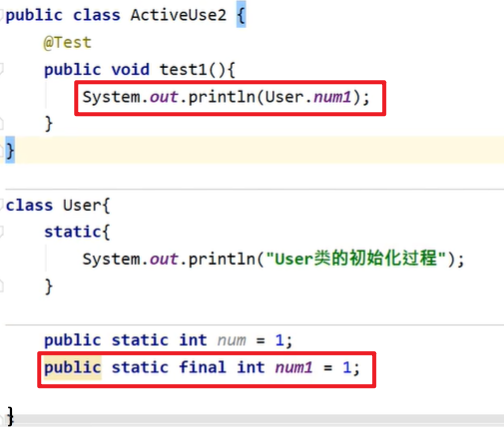 public class ActiveUse2 {
@Test
public void test1(){
System.out.println(User.num1);
}
}
class User{
static{
System.out.println("User类的初始化过程");
}
public static int num = 1;
public static final int num1 = 1;
}